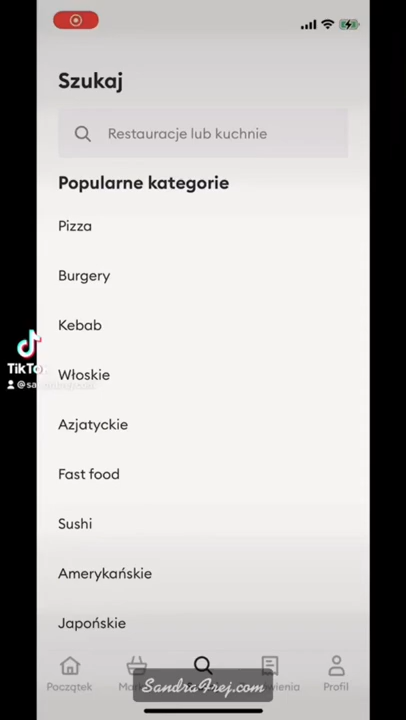 Szukaj
Restauracje lub kuchnie
Popularne kategorie
Pizza
Burgery
Kebab
TikTok
Włoskie
Azjatyckie
Fast food
Sushi
Amerykańskie
Japońskie
Początek
Profil
SandraFrej.com